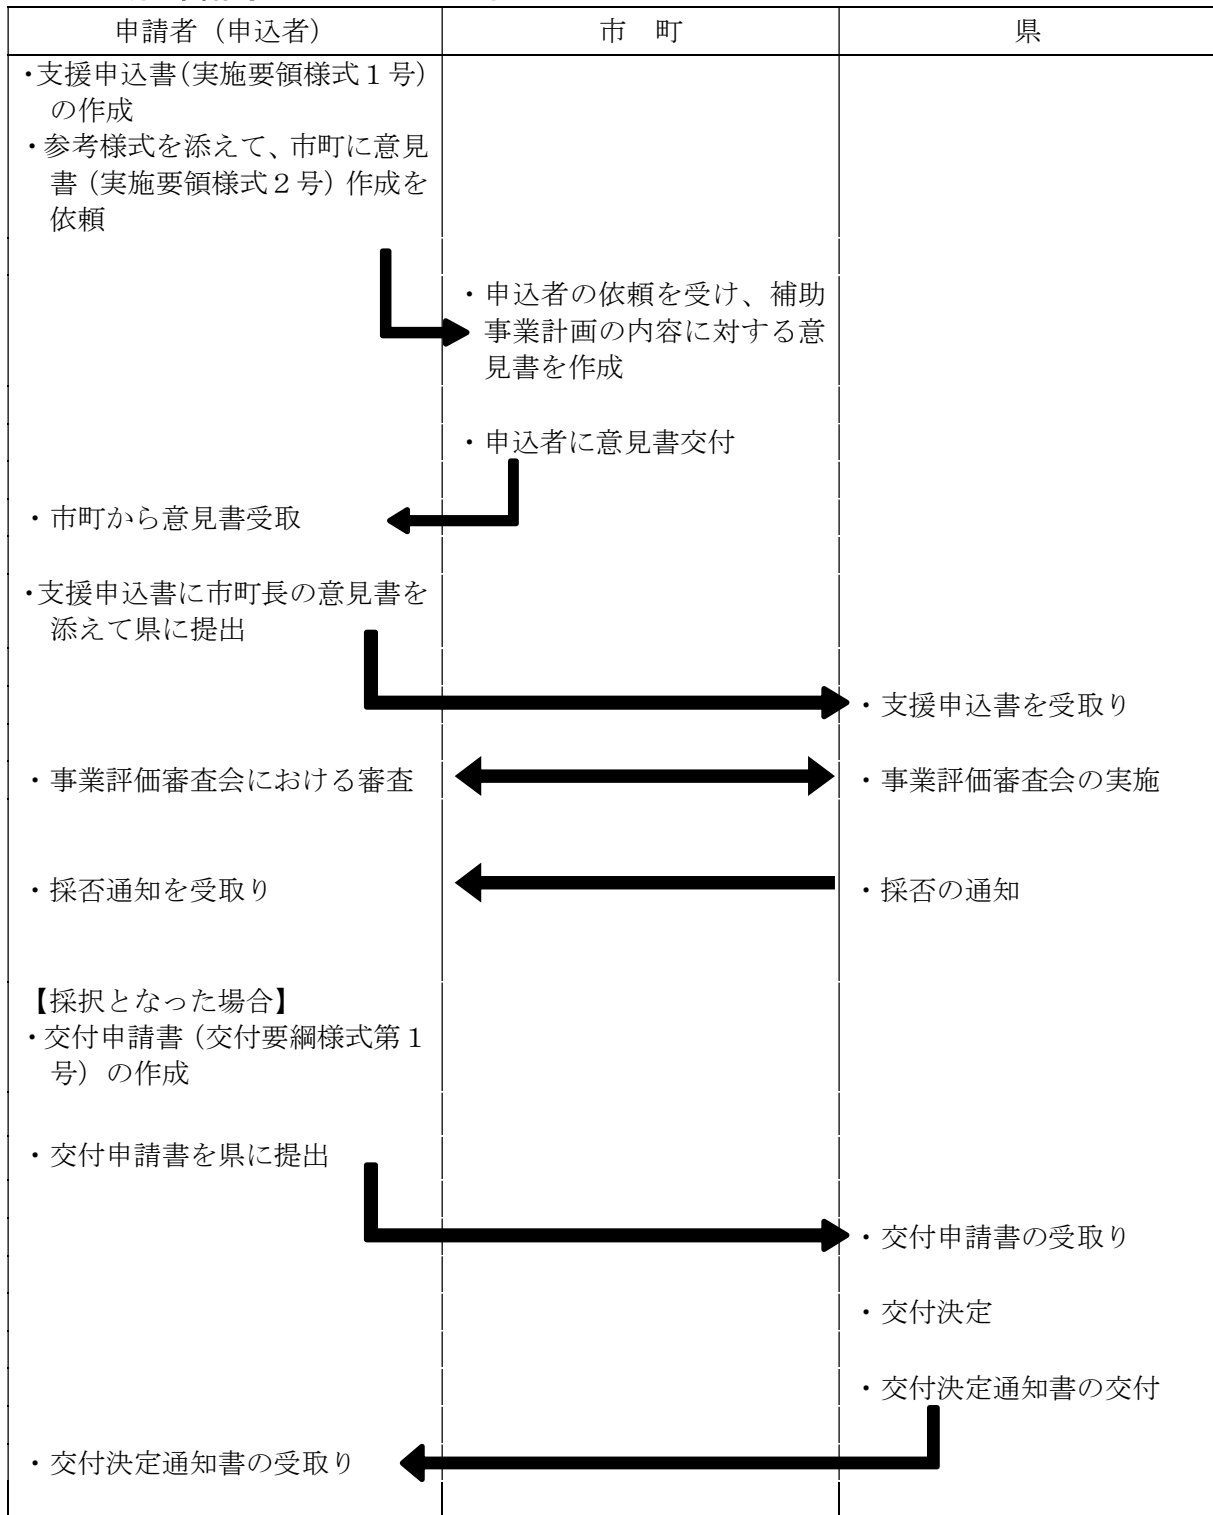 申請者（申込者）
市　町
県
・支援申込書（実施要領様式１号）
の作成
・参考様式を添えて、市町に意見
書（実施要領様式２号）作成を
依頼
・申込者の依頼を受け、補助
事業計画の内容に対する意
見書を作成
・申込者に意見書交付
・市町から意見書受取
・支援申込書に市町長の意見書を
添えて県に提出
・支援申込書を受取り
・事業評価審査会における審査
・事業評価審査会の実施
・採否通知を受取り
・採否の通知
【採択となった場合】
・交付申請書（交付要綱様式第１
号）の作成
・交付申請書を県に提出
・交付申請書の受取り
・交付決定
・交付決定通知書の交付
・交付決定通知書の受取り